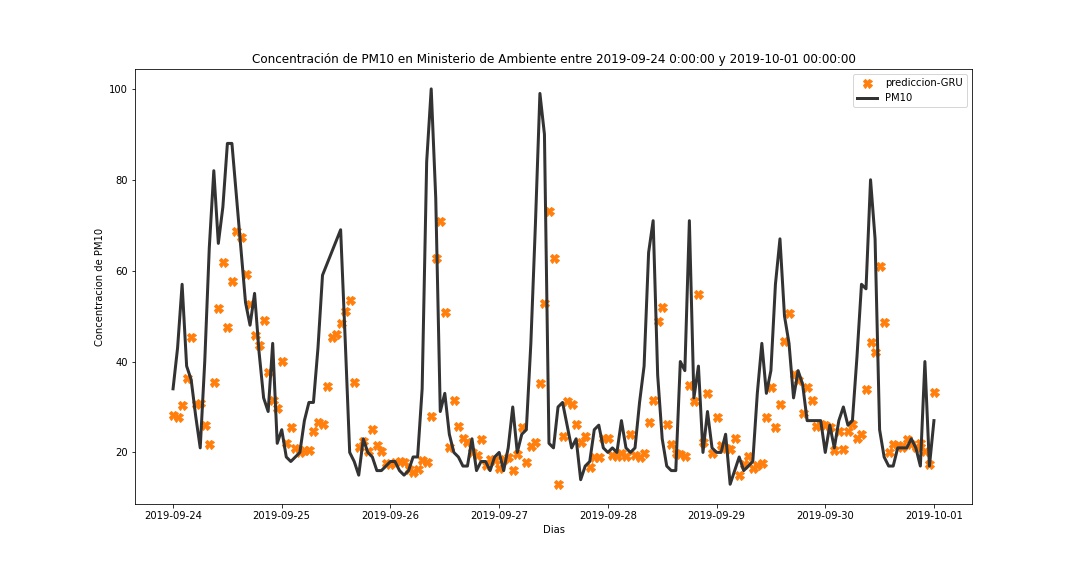 Concentración de PM10 en Ministerio de Ambiente entre 2019-09-24 0:00:00 y 2019-10-01 00:00:00
prediccion-GRU
PM10
100
80
60
40
20
Concentracion de PM10
2019-09-24 2019-09-25 2019-09-26 2019-09-27 2019-09-28 2019-09-29 2019-09-30 2019-10-01
Dias